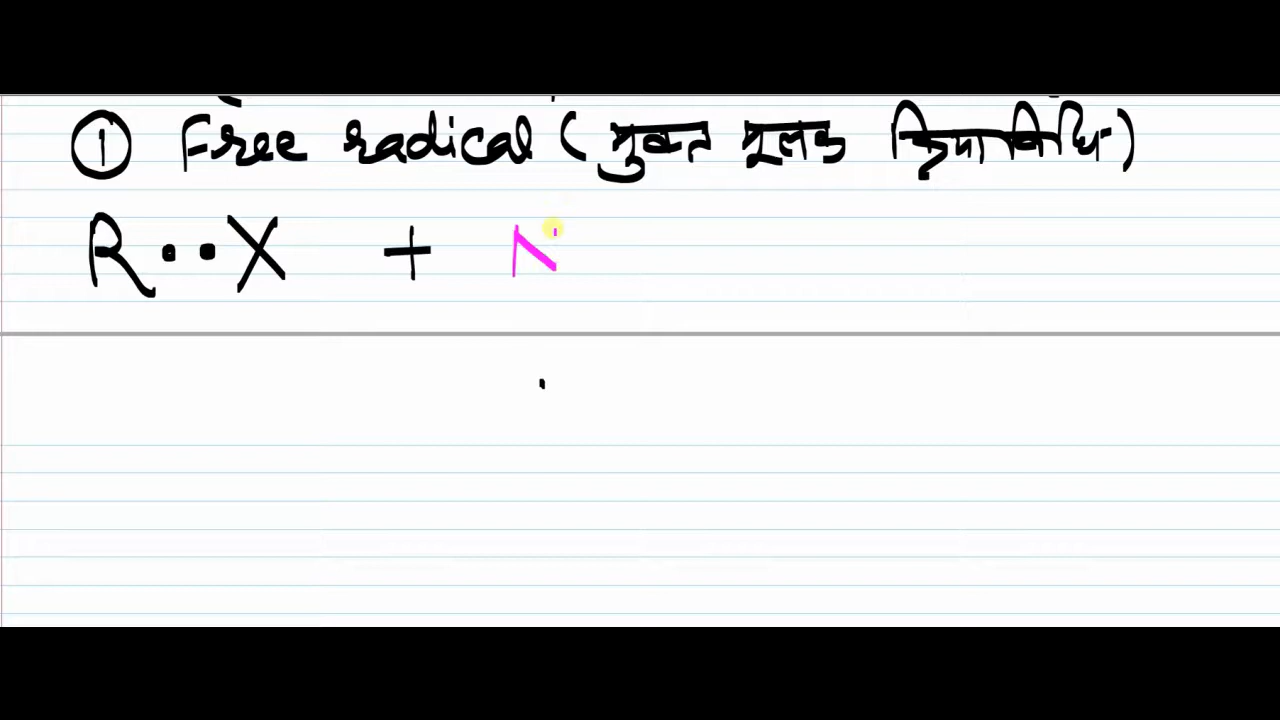 ① Free radical (मुक्त मूलक क्रियाविधि)
R••X + N